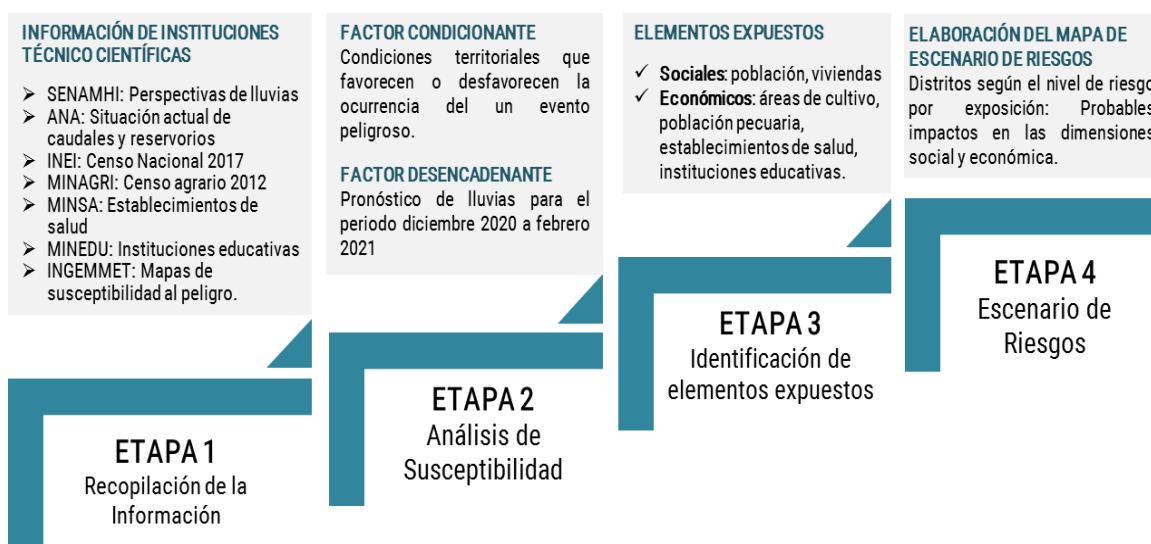 INFORMACIÓN DE INSTITUCIONES
TÉCNICO CIENTÍFICAS
➢ SENAMHI: Perspectivas de lluvias
➢ ANA: Situación actual de
caudales y reservorios
➢ INEI: Censo Nacional 2017
➢ MINAGRI: Censo agrario 2012
➢ MINSA: Establecimientos de
salud
➢ MINEDU: Instituciones educativas
➢ INGEMMET: Mapas de
susceptibilidad al peligro.
ETAPA 1
Recopilación de la
Información
FACTOR CONDICIONANTE
Condiciones territoriales que
favorecen o desfavorecen la
ocurrencia del un evento
peligroso.
FACTOR DESENCADENANTE
Pronóstico de lluvias para el
periodo diciembre 2020 a febrero
2021
ETAPA 2
Análisis de
Susceptibilidad
ELEMENTOS EXPUESTOS
✓ Sociales: población, viviendas
✓ Económicos: áreas de cultivo,
población pecuaria,
establecimientos de salud,
instituciones educativas.
ETAPA 3
Identificación de
elementos expuestos
ELABORACIÓN DEL MAPA DE
ESCENARIO DE RIESGOS
Distritos según el nivel de riesgo
por exposición: Probables
impactos en las dimensiones
social y económica.
ETAPA 4
Escenario de
Riesgos